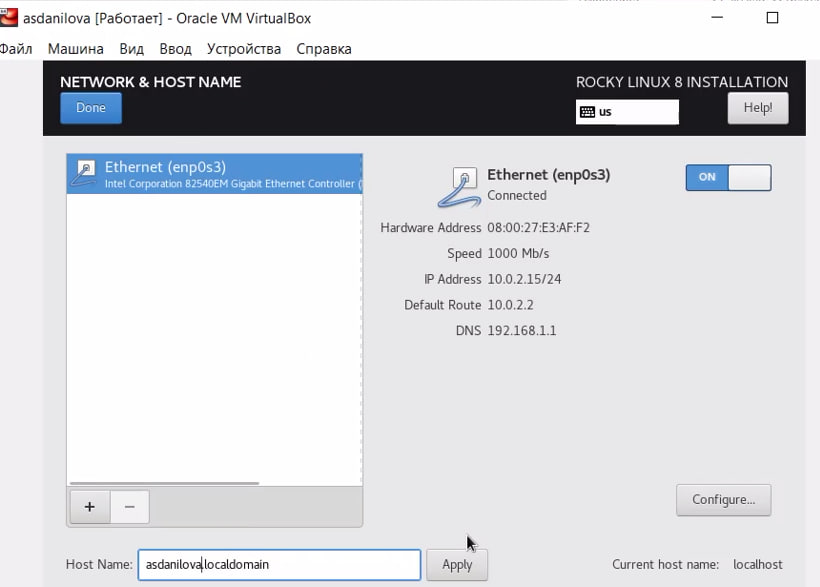 asdanilova [Работает] - Oracle VM VirtualBox
Файл Машина Вид Ввод Устройства Справка
NETWORK & HOST NAME
ROCKY LINUX 8 INSTALLATION
Done
us
Help!
Ethernet (enp0s3)
Intel Corporation 82540EM Gigabit Ethernet Controller (
Ethernet (enp0s3)
Connected
ON
Hardware Address 08:00:27:E3:AF:F2
Speed 1000 Mb/s
IP Address 10.0.2.15/24
Default Route 10.0.2.2
DNS 192.168.1.1
+ −
Configure...
Host Name: asdanilova.localdomain Apply Current host name: localhost